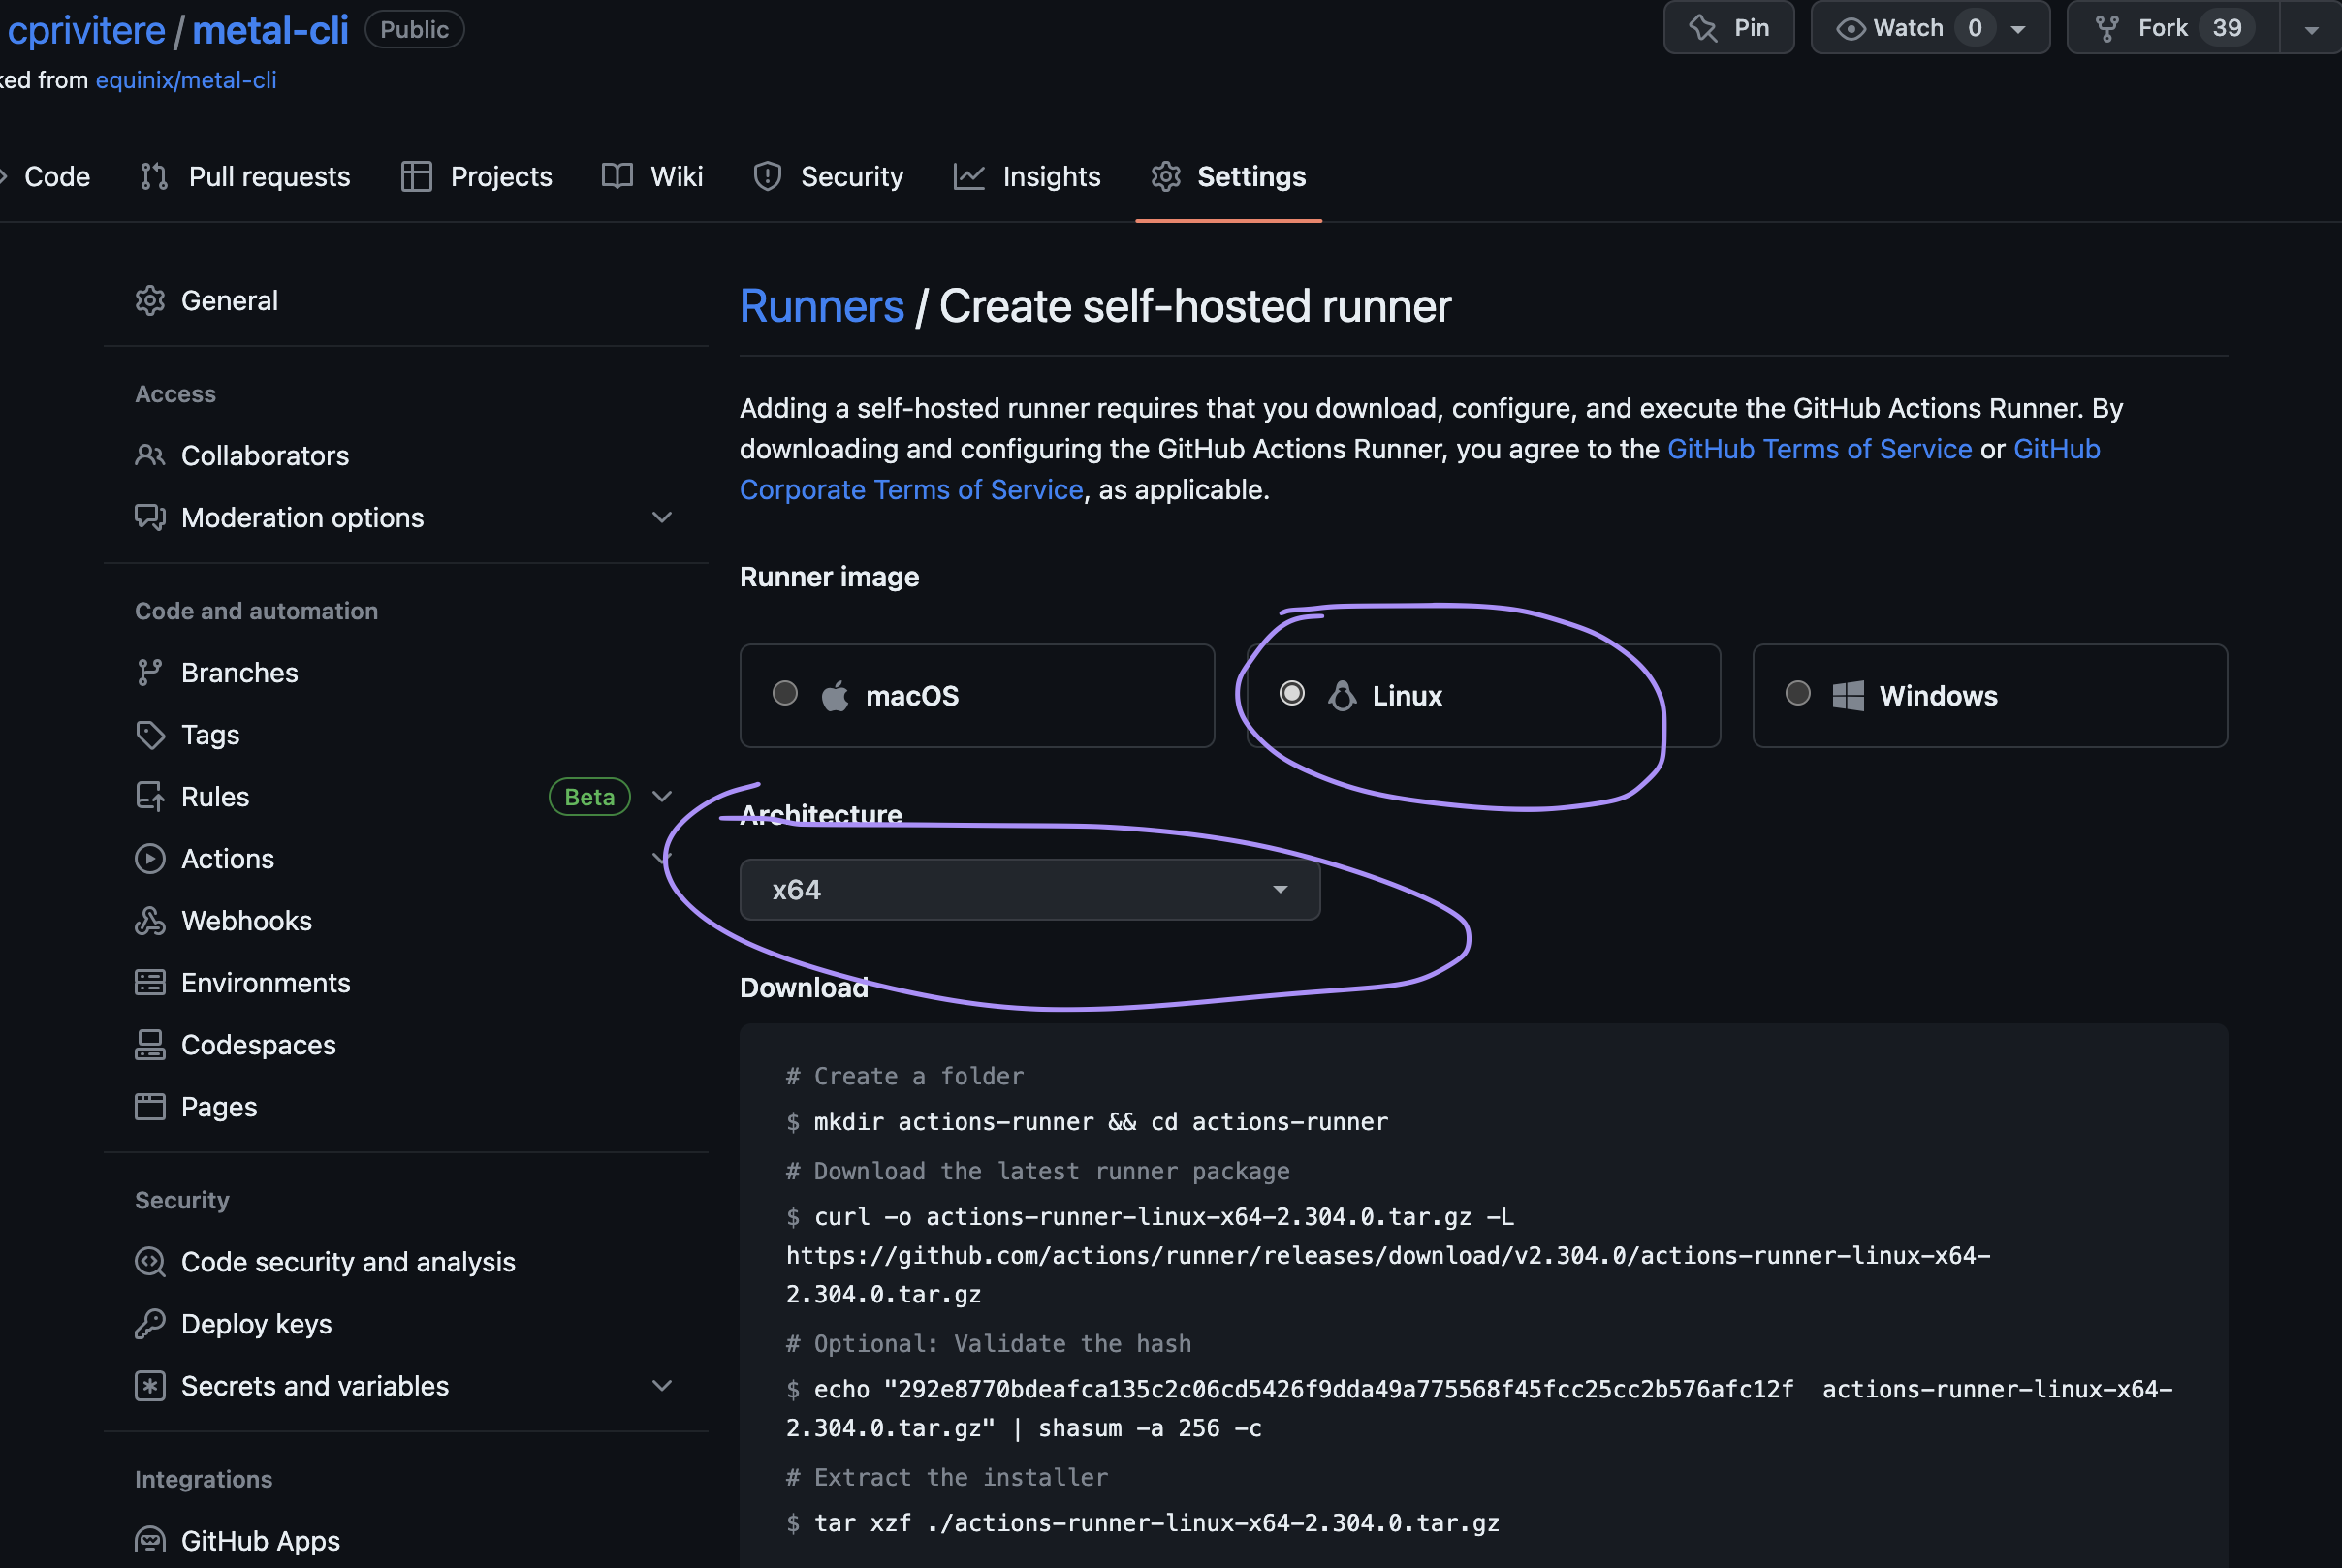 cprivitere / metal-cli Public Pin Watch 0 Fork 39
ked from equinix/metal-cli
Code Pull requests Projects Wiki Security Insights Settings
General
Access
Collaborators
Moderation options
Code and automation
Branches
Tags
Rules Beta
Actions
Webhooks
Environments
Codespaces
Pages
Security
Code security and analysis
Deploy keys
Secrets and variables
Integrations
GitHub Apps
Runners / Create self-hosted runner
Adding a self-hosted runner requires that you download, configure, and execute the GitHub Actions Runner. By
downloading and configuring the GitHub Actions Runner, you agree to the GitHub Terms of Service or GitHub
Corporate Terms of Service, as applicable.
Runner image
macOS Linux Windows
Architecture
x64
Download
# Create a folder
$ mkdir actions-runner && cd actions-runner
# Download the latest runner package
$ curl -o actions-runner-linux-x64-2.304.0.tar.gz -L
https://github.com/actions/runner/releases/download/v2.304.0/actions-runner-linux-x64-
2.304.0.tar.gz
# Optional: Validate the hash
$ echo "292e8770bdeafca135c2c06cd5426f9dda49a775568f45fcc25cc2b576afc12f  actions-runner-linux-x64-
2.304.0.tar.gz" | shasum -a 256 -c
# Extract the installer
$ tar xzf ./actions-runner-linux-x64-2.304.0.tar.gz